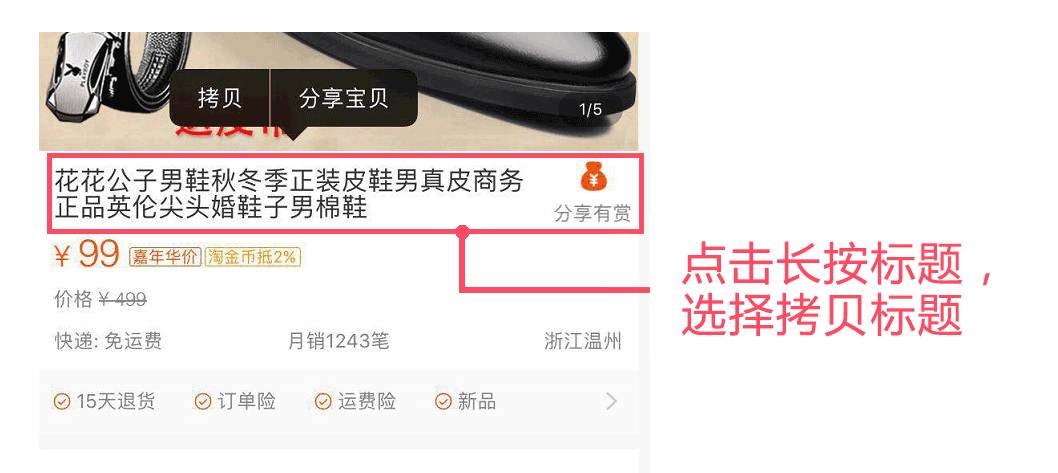 拷贝
分享宝贝
1/5
花花公子男鞋秋冬季正装皮鞋男真皮商务
正品英伦尖头婚鞋子男棉鞋
分享有赏
¥ 99 嘉年华价 淘金币抵2%
价格 ¥ 499
快递: 免运费 月销1243笔 浙江温州
15天退货 订单险 运费险 新品
点击长按标题，
选择拷贝标题